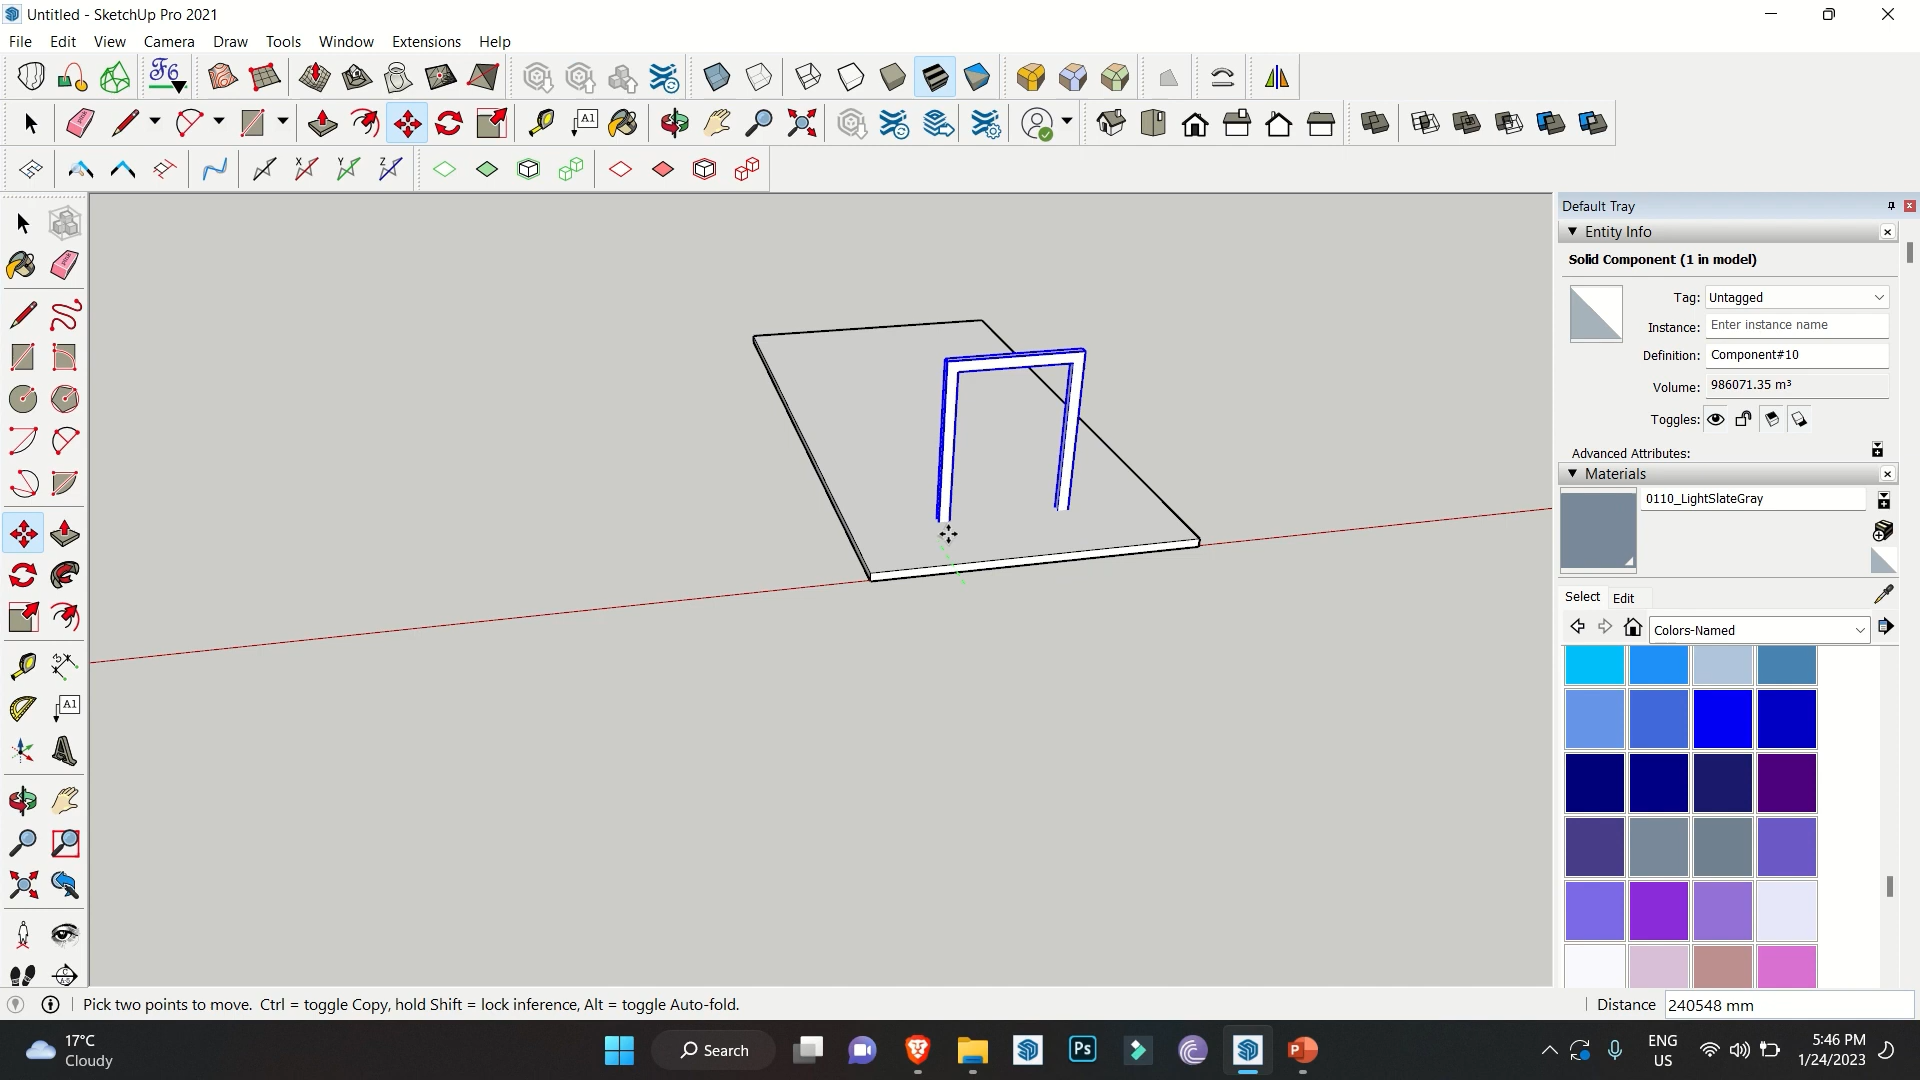 Untitled - SketchUp Pro 2021
File Edit View Camera Draw Tools Window Extensions Help
Default Tray
Entity Info
Solid Component (1 in model)
Tag: Untagged
Instance: Enter instance name
Definition: Component#10
Volume: 986071.35 m³
Toggles:
Advanced Attributes:
Materials
0110_LightSlateGray
Select Edit
Colors-Named
Pick two points to move. Ctrl = toggle Copy, hold Shift = lock inference, Alt = toggle Auto-fold.
Distance 240548 mm
17°C
Cloudy
Search
Ps
ENG
US
5:46 PM
1/24/2023